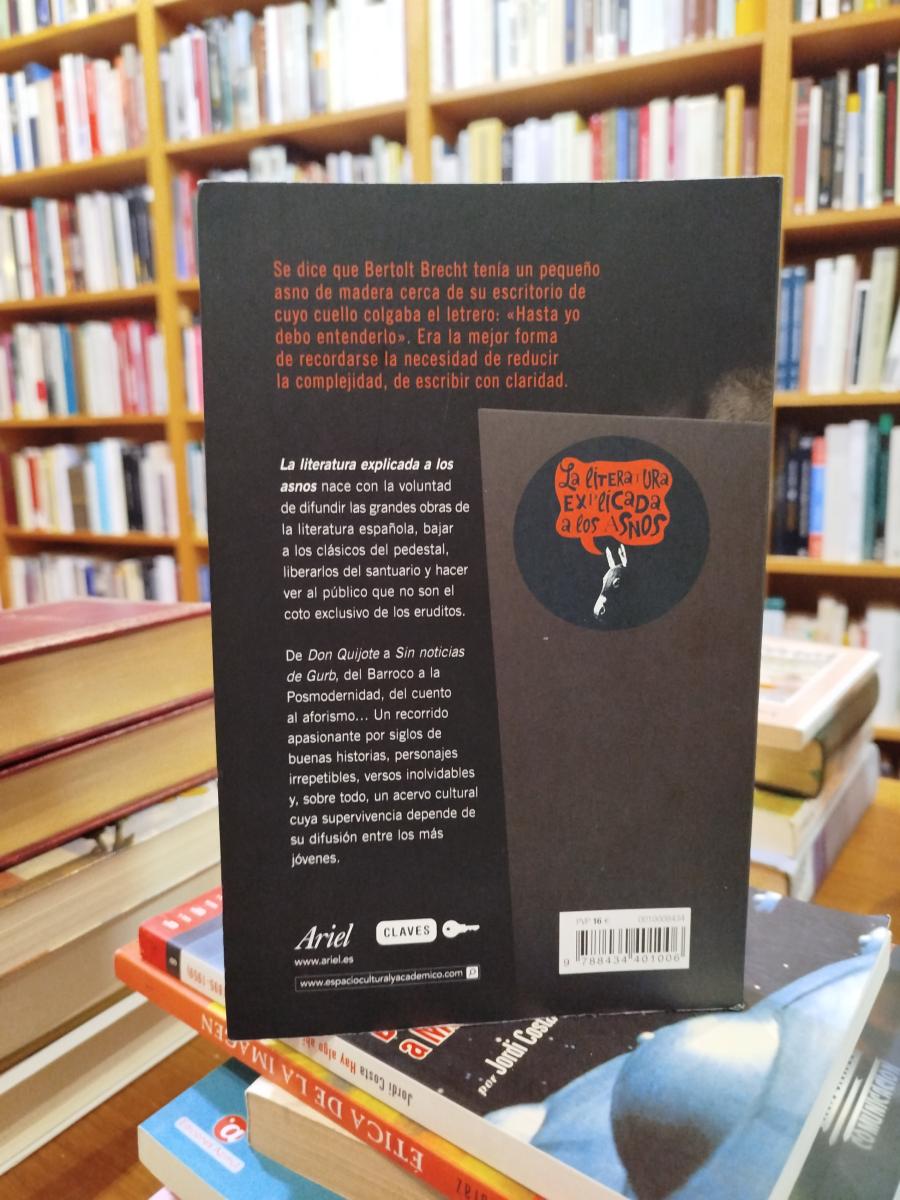 Se dice que Bertolt Brecht tenía un pequeño
asno de madera cerca de su escritorio de
cuyo cuello colgaba el letrero: «Hasta yo
debo entenderlo». Era la mejor forma
de recordarse la necesidad de reducir
la complejidad, de escribir con claridad.
La literatura explicada a los
asnos nace con la voluntad
de difundir las grandes obras de
la literatura española, bajar
a los clásicos del pedestal,
liberarlos del santuario y hacer
ver al público que no son el
coto exclusivo de los eruditos.
De Don Quijote a Sin noticias
de Gurb, del Barroco a la
Posmodernidad, del cuento
al aforismo... Un recorrido
apasionante por siglos de
buenas historias, personajes
irrepetibles, versos inolvidables
y, sobre todo, un acervo cultural
cuya supervivencia depende de
su difusión entre los más
jóvenes.
La literatura
explicada
a los asnos
Ariel
www.ariel.es
CLAVES
www.espacioculturalyacademico.com
PVP 16 € 0010008434
9 788434 401006
por Jordi Costa
Jordi Costa Hay algo ahí
ÉTICA DE LA IMAGEN